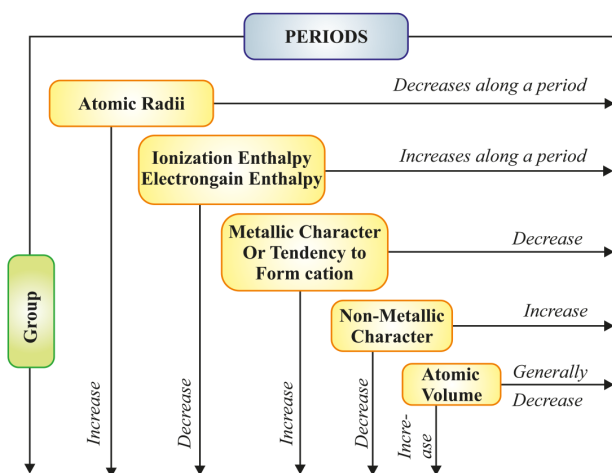 PERIODS
Decreases along a period
Atomic Radii
Ionization Enthalpy
Electrongain Enthalpy
Increases along a period
Metallic Character
Or Tendency to
Form cation
Decrease
Group
Non-Metallic
Character
Increase
Atomic
Volume
Generally
Decrease
Increase
Decrease
Increase
Decrease
Incre-
ase